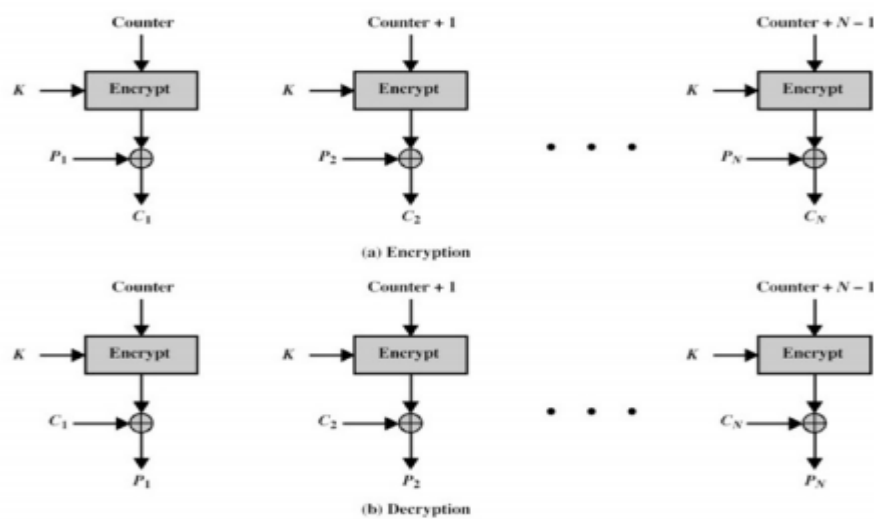 Counter Counter + 1 Counter + N – 1
K Encrypt K Encrypt K Encrypt
P1 P2 • • • PN
C1 C2 CN
(a) Encryption
Counter Counter + 1 Counter + N – 1
K Encrypt K Encrypt K Encrypt
C1 C2 • • • CN
P1 P2 PN
(b) Decryption